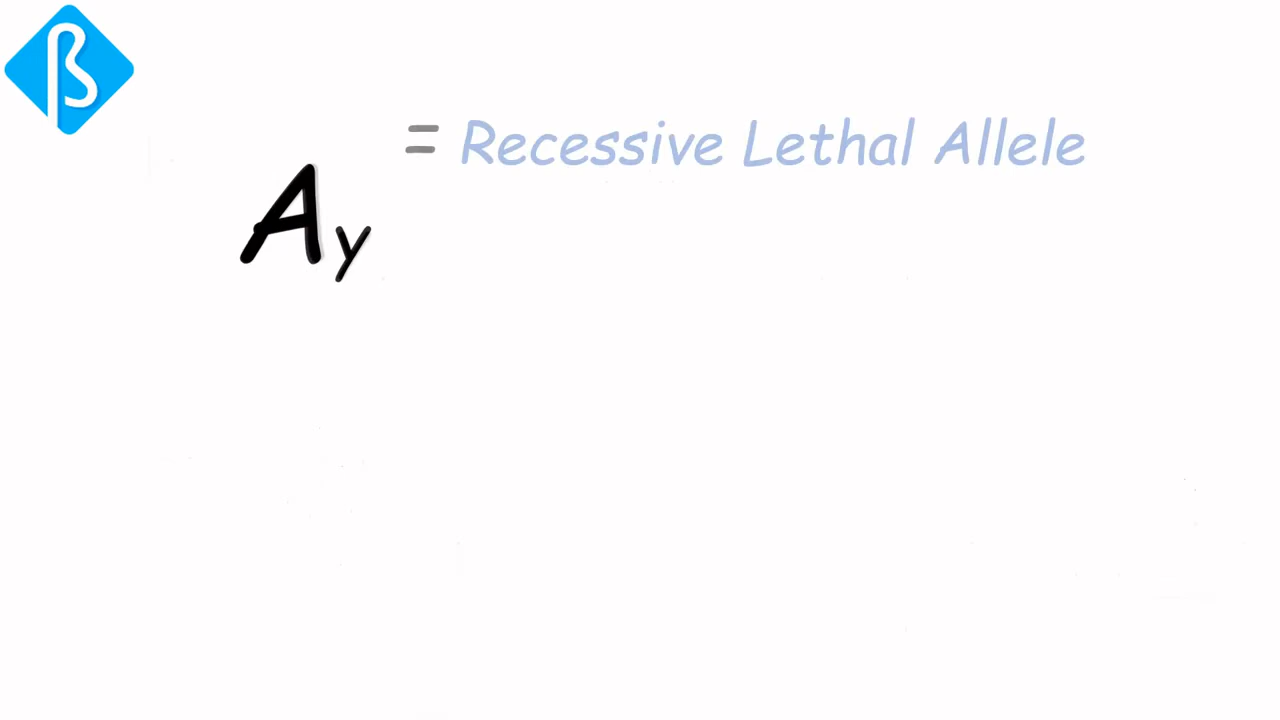 β
= Recessive Lethal Allele
Ay